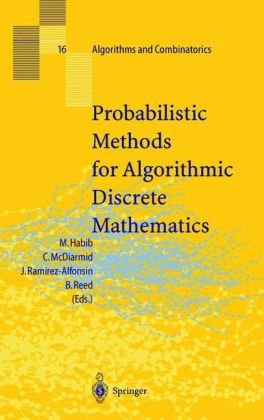 16 Algorithms and Combinatorics
Probabilistic
Methods
for Algorithmic
Discrete
Mathematics
M. Habib
C. McDiarmid
J. Ramirez-Alfonsin
B. Reed
(Eds.)
Springer